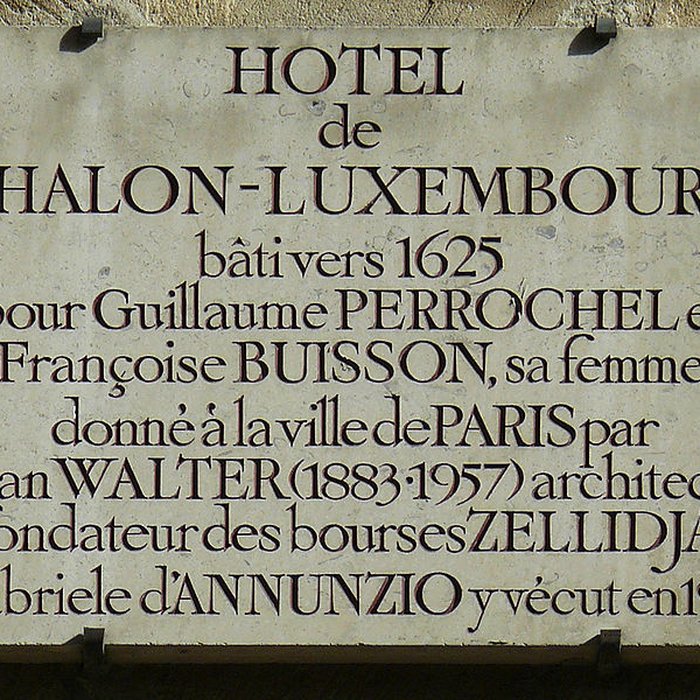 HOTEL
de
HALON-LUXEMBOUR
bâti vers 1625
pour Guillaume PERROCHEL e
Françoise BUISSON, sa femme
donné à la ville de PARIS par
an WALTER (1883·1957) architec
ondateur des bourses ZELLIDJA
briele d'ANNUNZIO y vécut en 19